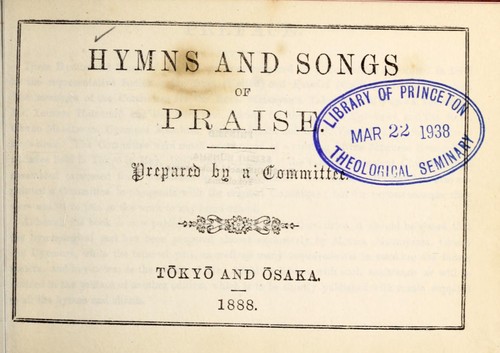 HYMNS AND SONGS
OF
PRAISE.
Prepared by a Committee.
TŌKYŌ AND ŌSAKA.
1888.
LIBRARY OF PRINCETON
MAR 22 1938
THEOLOGICAL SEMINARY